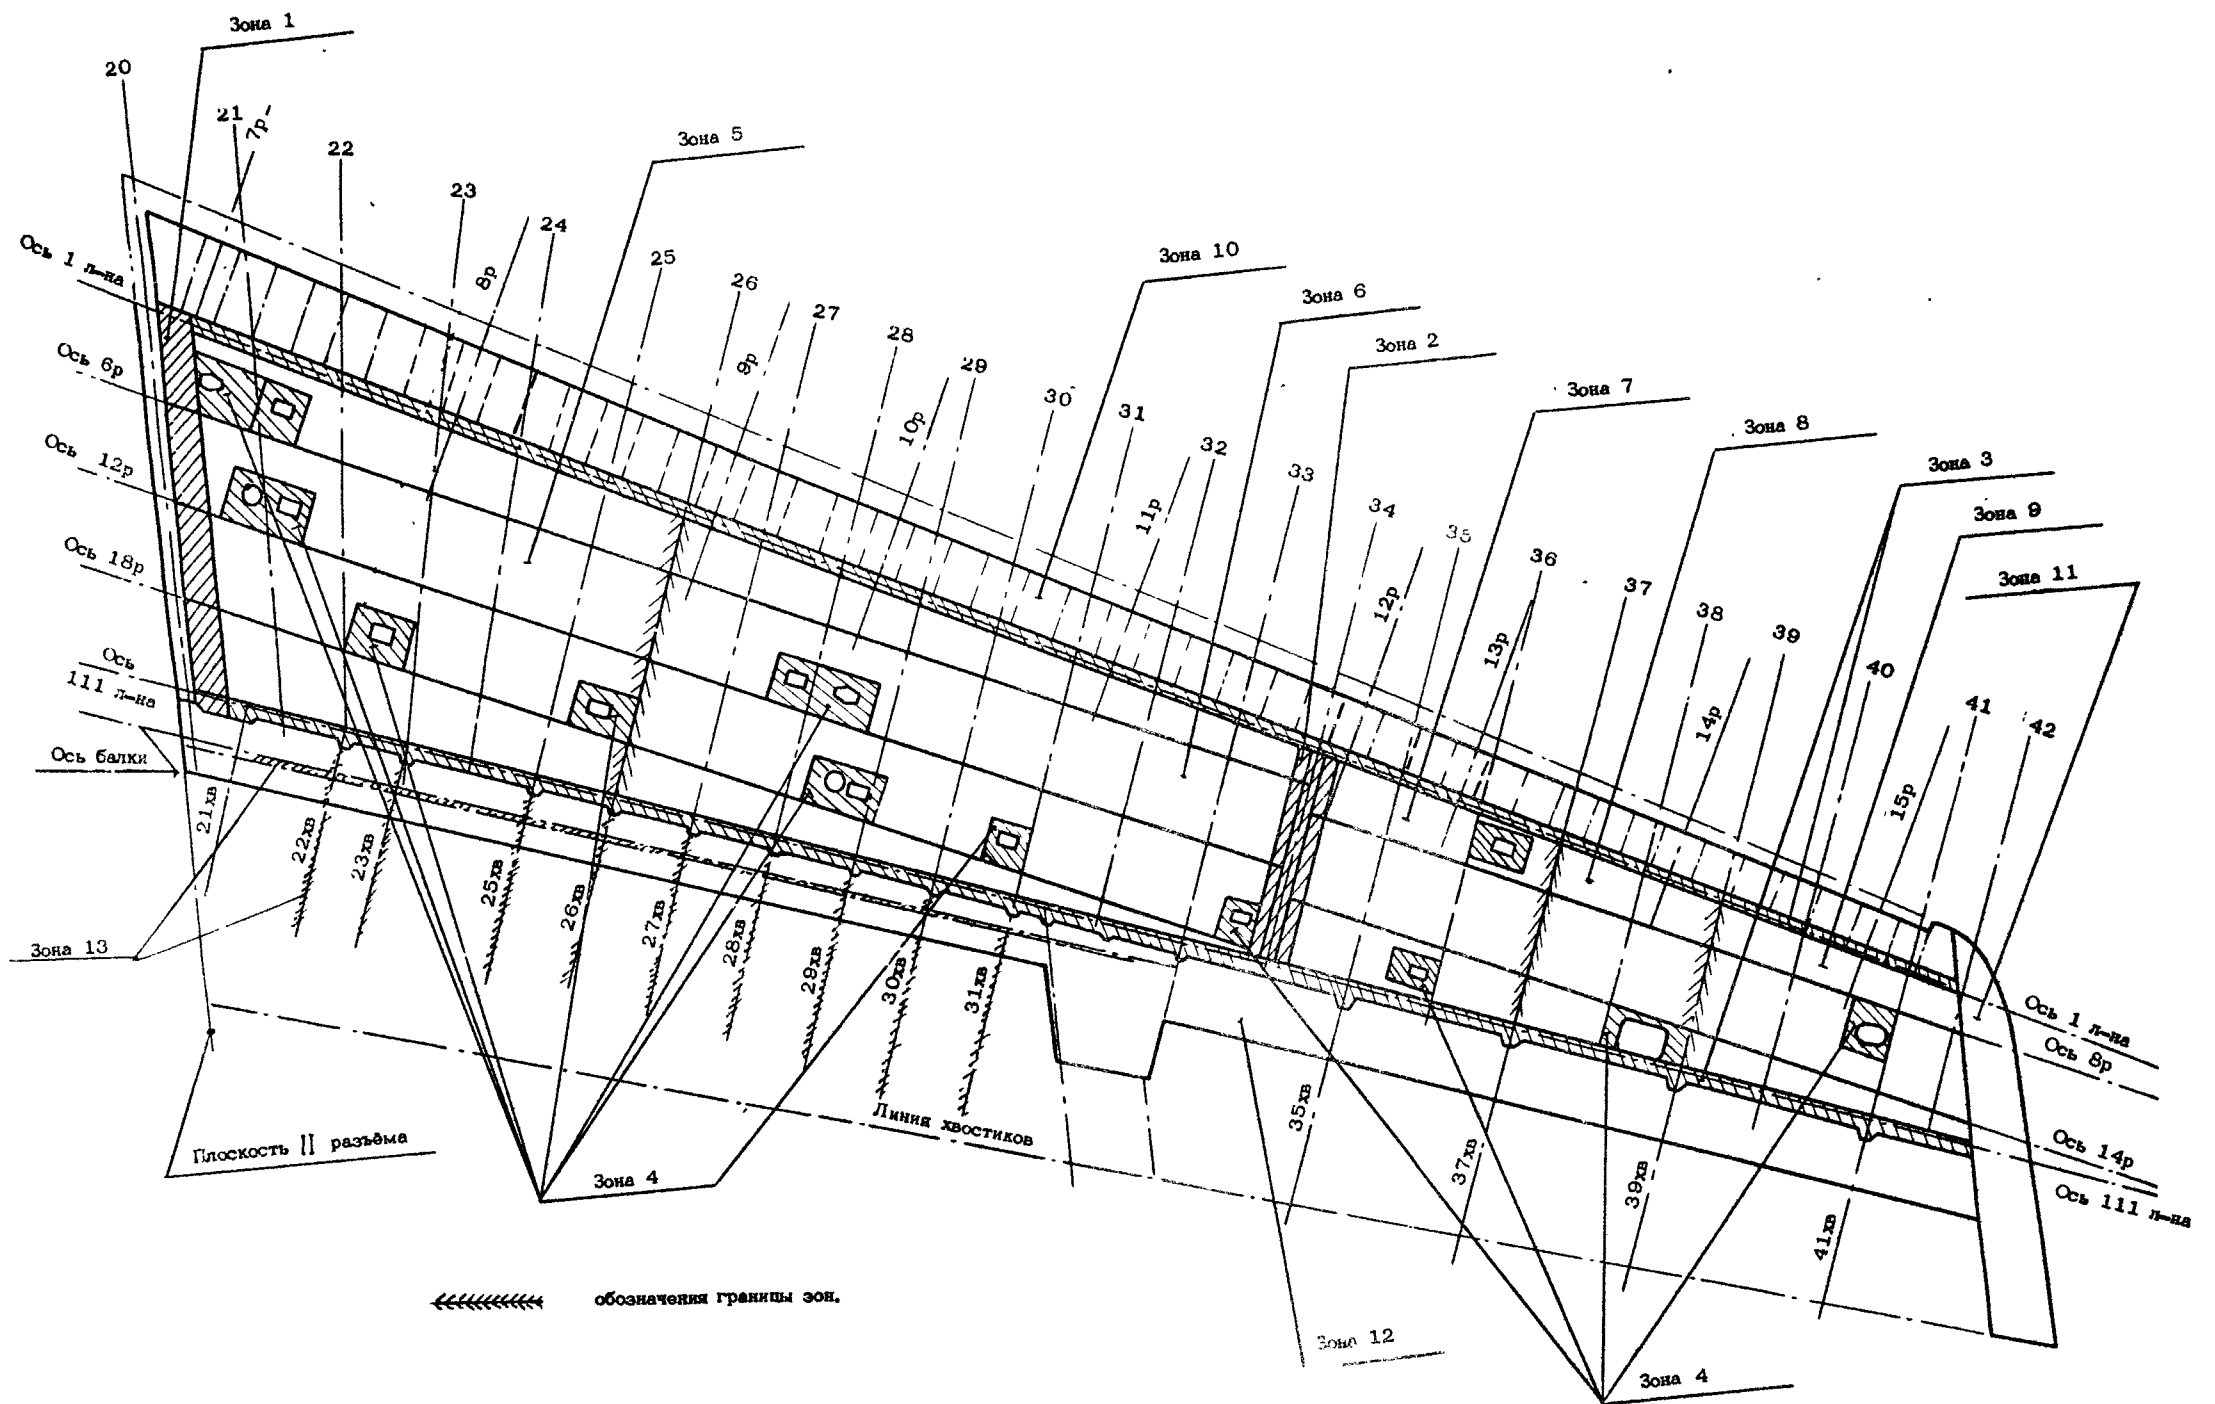 Зона 1
20
21
7р
22
Зона 5
23
8р
24
25
26
9р
27
28
10р
29
30
31
11р
32
33
Зона 10
Зона 6
Зона 2
34
12р
35
13р
36
Зона 7
37
Зона 8
38
14р
39
Зона 3
40
Зона 9
15р
41
Зона 11
42
Ось 1 л-на
Ось 6р
Ось 12р
Ось 18р
Ось
111 л-на
Ось балки
21хв
22хв
23хв
25хв
26хв
27хв
28хв
29хв
30хв
31хв
35хв
37хв
39хв
41хв
Ось 1 л-на
Ось 8р
Ось 14р
Ось 111 л-на
Зона 13
Линия хвостиков
Плоскость II разъёма
Зона 4
обозначения границы зон.
Зона 12
Зона 4